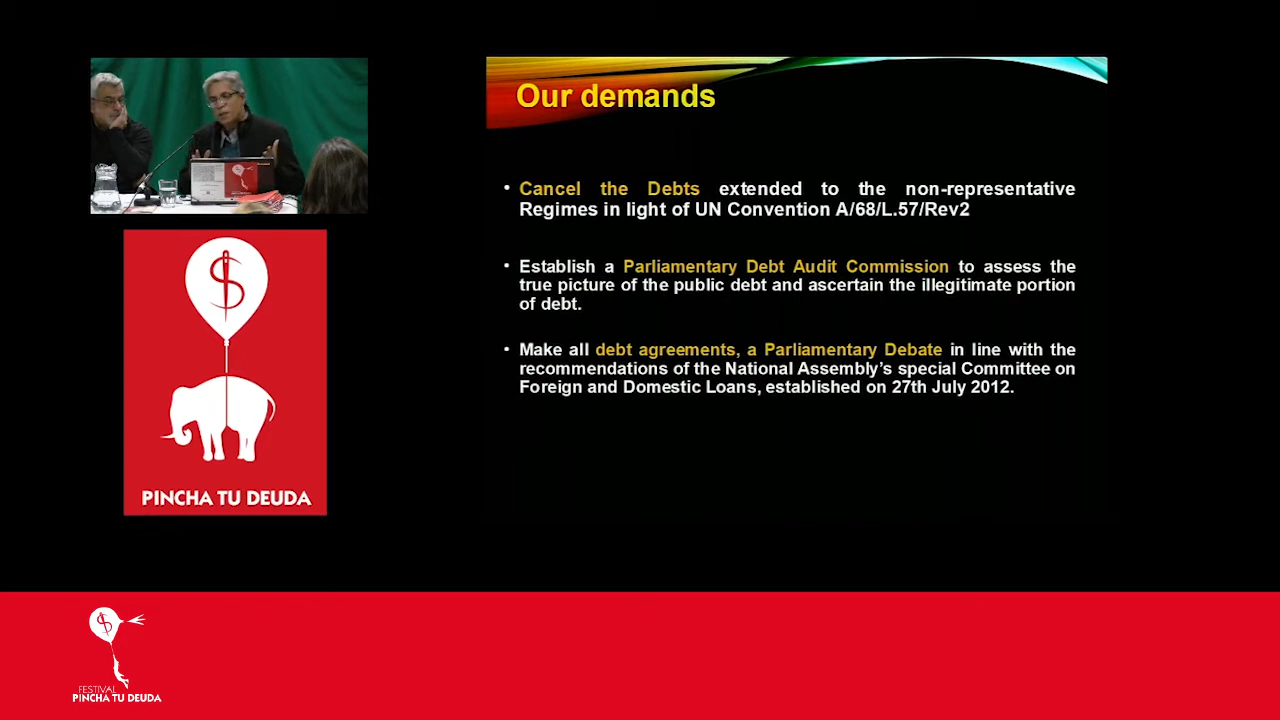 Our demands
• Cancel the Debts extended to the non-representative
Regimes in light of UN Convention A/68/L.57/Rev2
• Establish a Parliamentary Debt Audit Commission to assess the
true picture of the public debt and ascertain the illegitimate portion
of debt.
• Make all debt agreements, a Parliamentary Debate in line with the
recommendations of the National Assembly's special Committee on
Foreign and Domestic Loans, established on 27th July 2012.
PINCHA TU DEUDA
FESTIVAL
PINCHA TU DEUDA